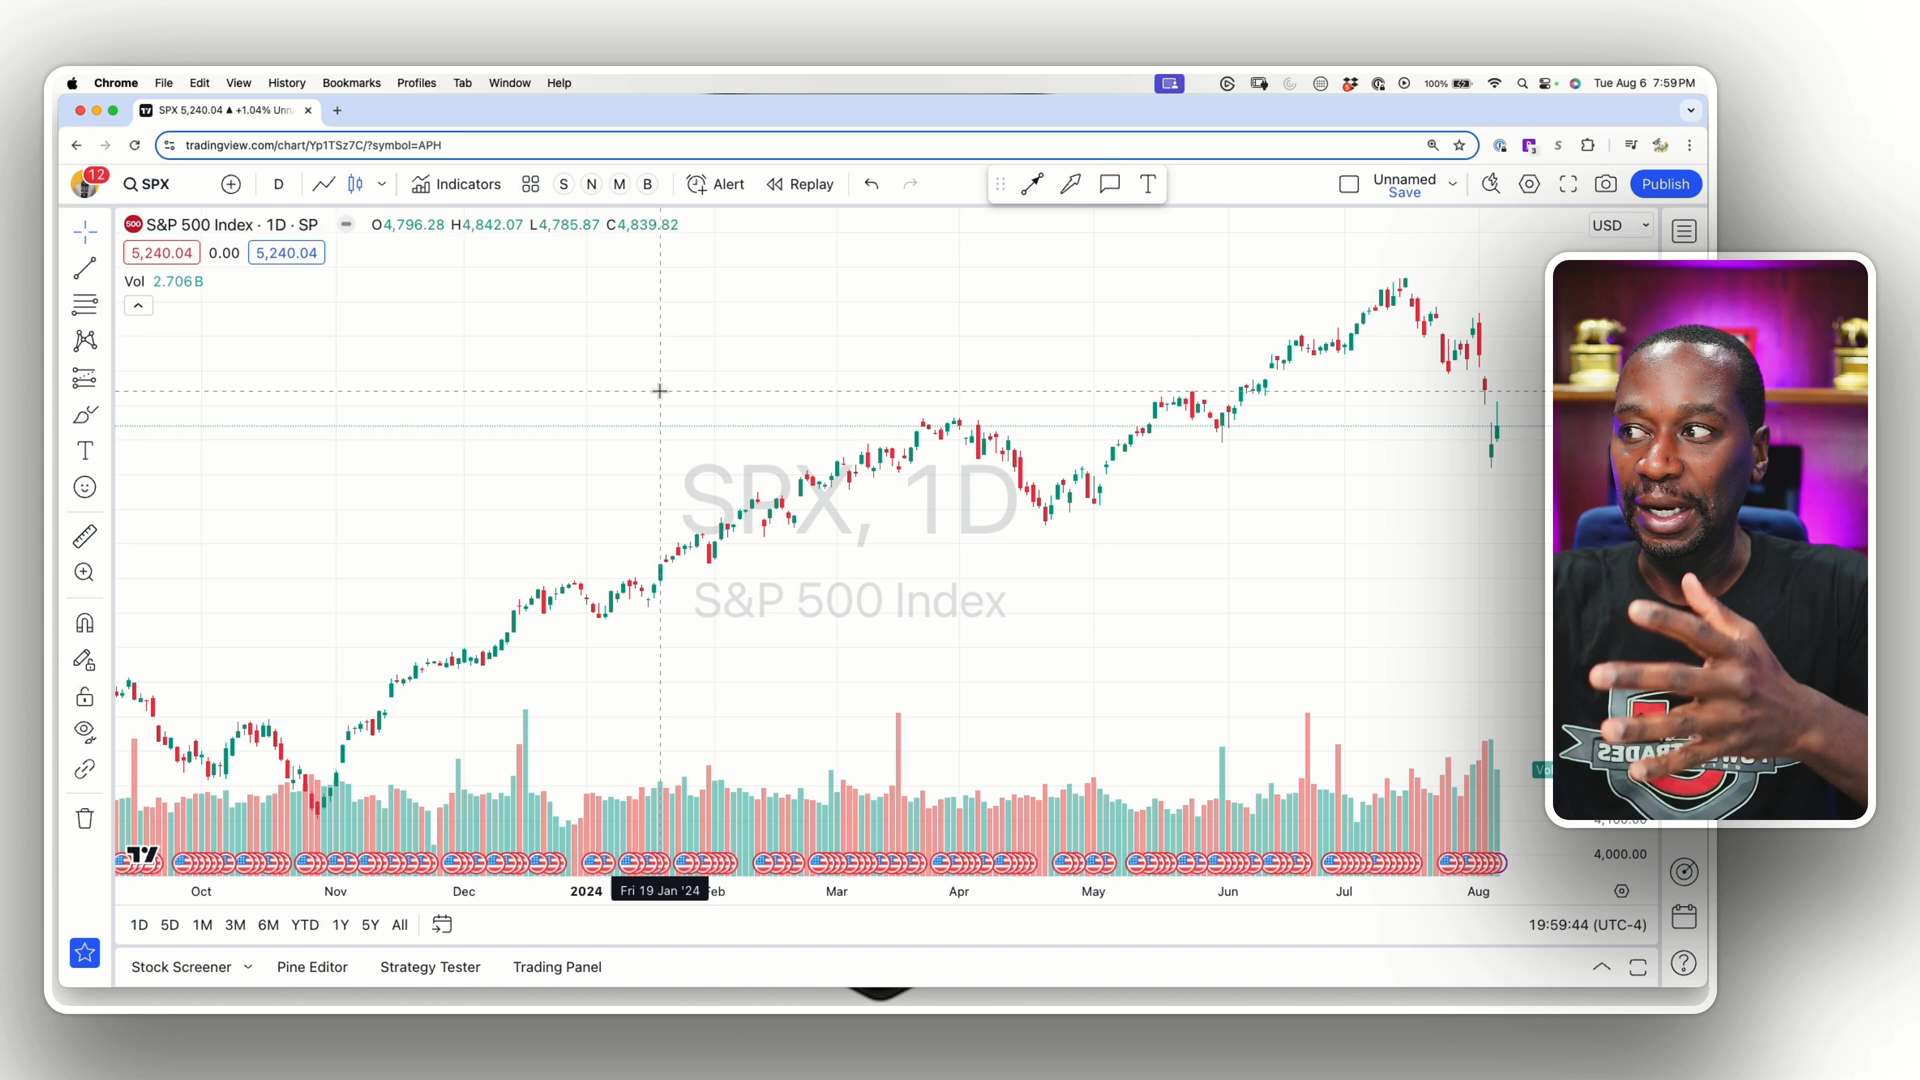 Chrome File Edit View History Bookmarks Profiles Tab Window Help 100% Tue Aug 6 7:59 PM
SPX 5,240.04 ▲ +1.04% Unn
tradingview.com/chart/Yp1TSz7C/?symbol=APH
12 SPX D Indicators S N M B Alert Replay T Unnamed Save Publish
S&P 500 Index · 1D · SP O4,796.28 H4,842.07 L4,785.87 C4,839.82 USD
5,240.04 0.00 5,240.04
Vol 2.706B
SPX, 1D
S&P 500 Index
Vol
4,000.00
Oct Nov Dec 2024 Fri 19 Jan '24 Feb Mar Apr May Jun Jul Aug
1D 5D 1M 3M 6M YTD 1Y 5Y All 19:59:44 (UTC-4)
Stock Screener Pine Editor Strategy Tester Trading Panel